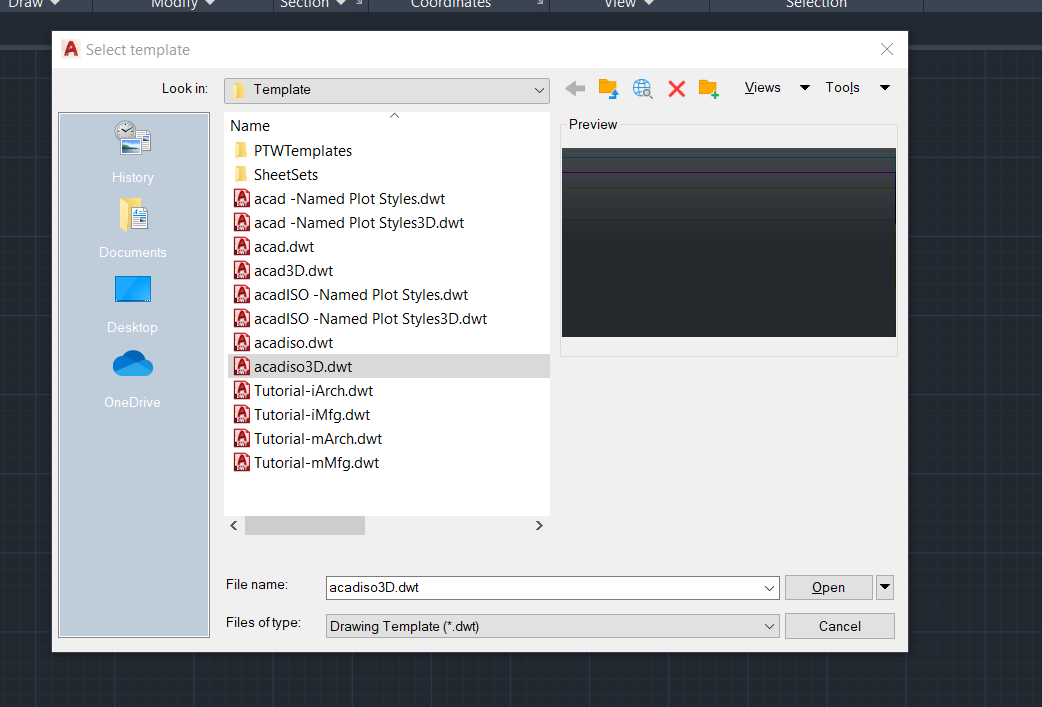 Draw Modify Section Coordinates View Selection
Select template
Look in: Template Views Tools
Name
Preview
PTWTemplates
SheetSets
acad -Named Plot Styles.dwt
acad -Named Plot Styles3D.dwt
acad.dwt
acad3D.dwt
acadISO -Named Plot Styles.dwt
acadISO -Named Plot Styles3D.dwt
acadiso.dwt
acadiso3D.dwt
Tutorial-iArch.dwt
Tutorial-iMfg.dwt
Tutorial-mArch.dwt
Tutorial-mMfg.dwt
History
Documents
Desktop
OneDrive
File name: acadiso3D.dwt Open
Files of type: Drawing Template (*.dwt) Cancel